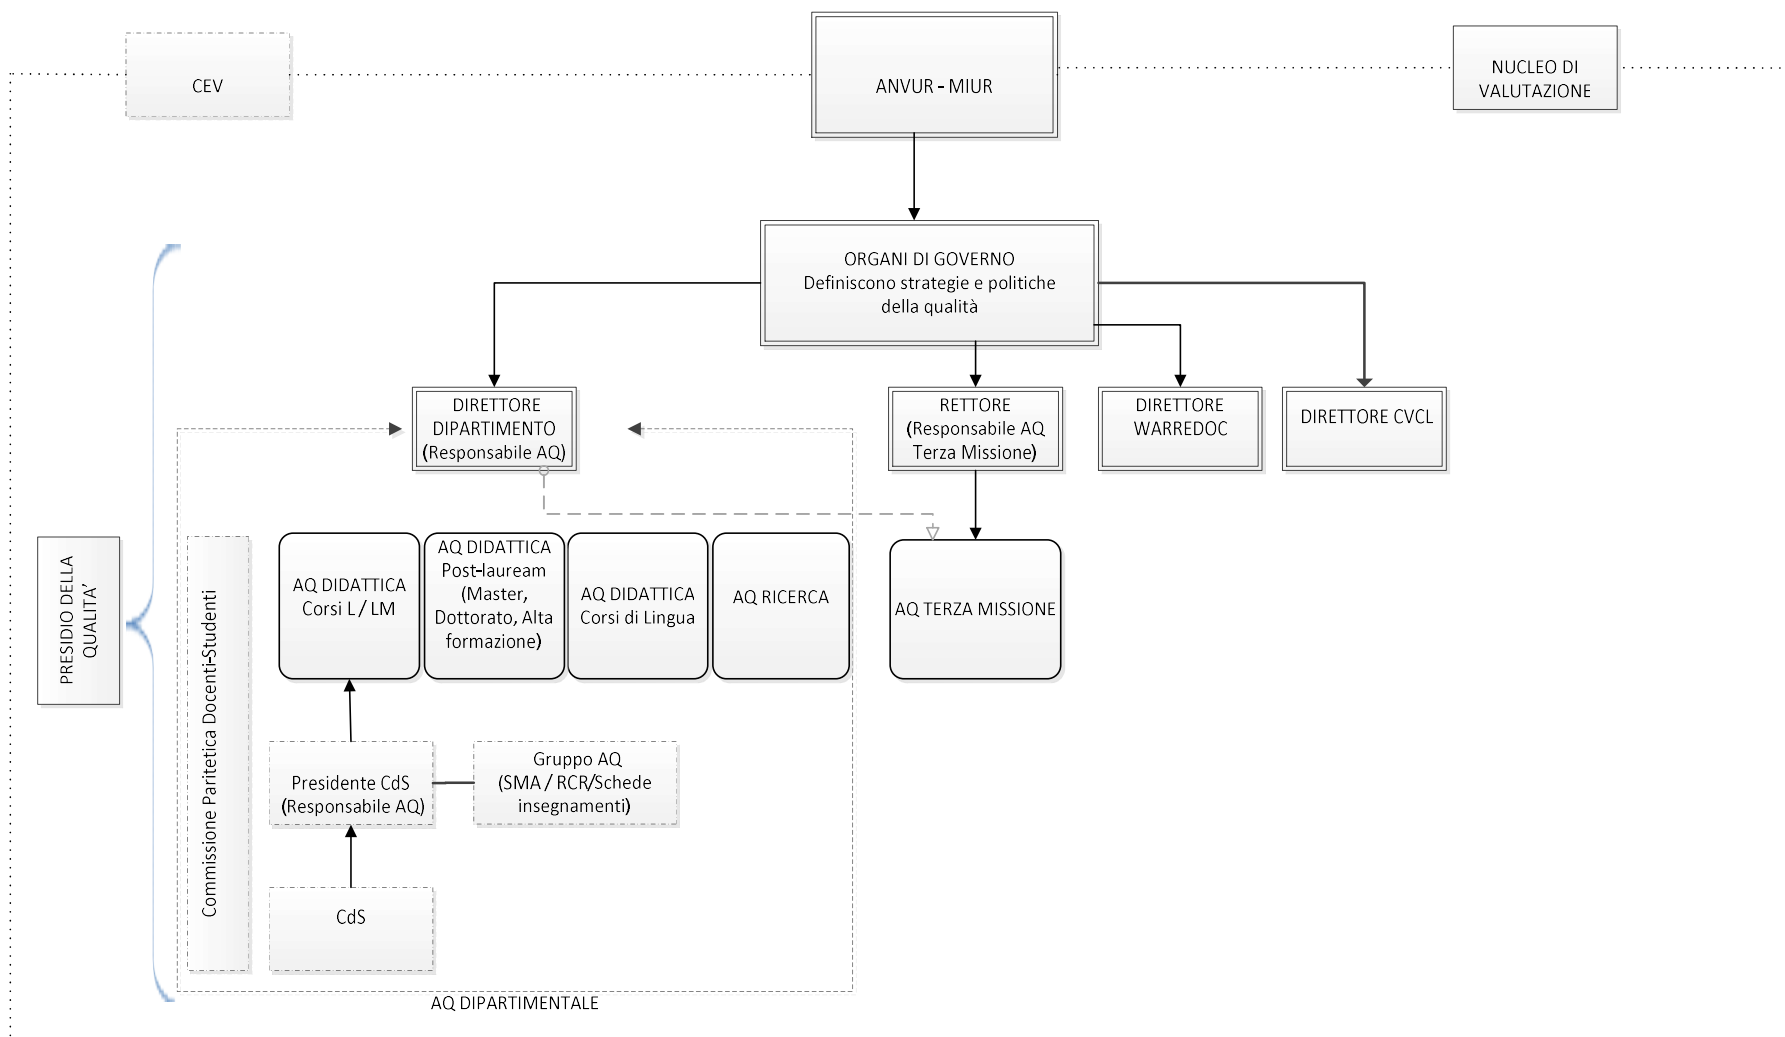 CEV
ANVUR - MIUR
NUCLEO DI
VALUTAZIONE
ORGANI DI GOVERNO
Definiscono strategie e politiche
della qualità
DIRETTORE
DIPARTIMENTO
(Responsabile AQ)
RETTORE
(Responsabile AQ
Terza Missione)
DIRETTORE
WARREDOC
DIRETTORE CVCL
PRESIDIO DELLA
QUALITA’
Commissione Paritetica Docenti-Studenti
AQ DIDATTICA
Corsi L / LM
AQ DIDATTICA
Post-lauream
(Master,
Dottorato, Alta
formazione)
AQ DIDATTICA
Corsi di Lingua
AQ RICERCA
AQ TERZA MISSIONE
Presidente CdS
(Responsabile AQ)
Gruppo AQ
(SMA / RCR/Schede
insegnamenti)
CdS
AQ DIPARTIMENTALE